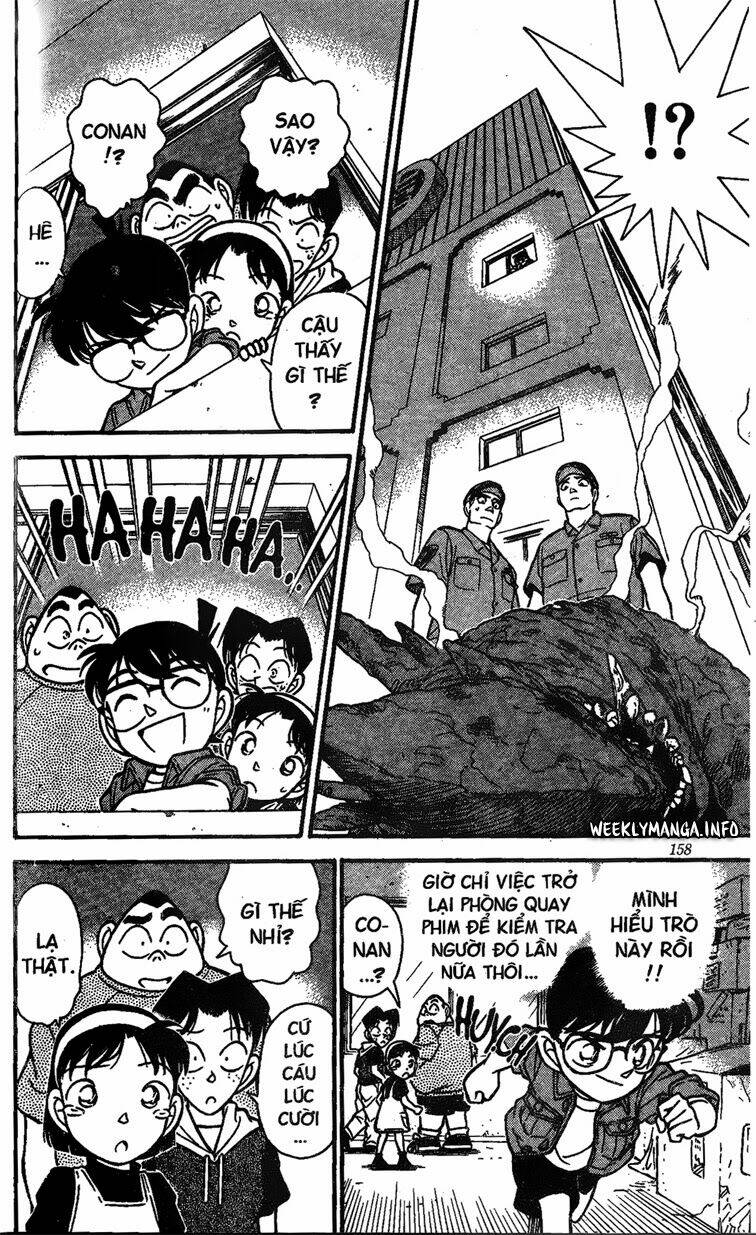 !?
SAO
VẬY?
CONAN
!?
HÊ
...
CẬU
THẤY
GÌ THẾ
?
HA HA HA...
WEEKLYMANGA.INFO
158
MÌNH
HIỂU TRÒ
NÀY RỒI
!!
GIỜ CHỈ VIỆC TRỞ
LẠI PHÒNG QUAY
PHIM ĐỂ KIỂM TRA
NGƯỜI ĐÓ LẦN
NỮA THÔI...
CO-
NAN
...?
HUỴCH
GÌ THẾ
NHỈ?
LẠ
THẬT.
CỨ
LÚC
CÁU
LÚC
CƯỜI
...